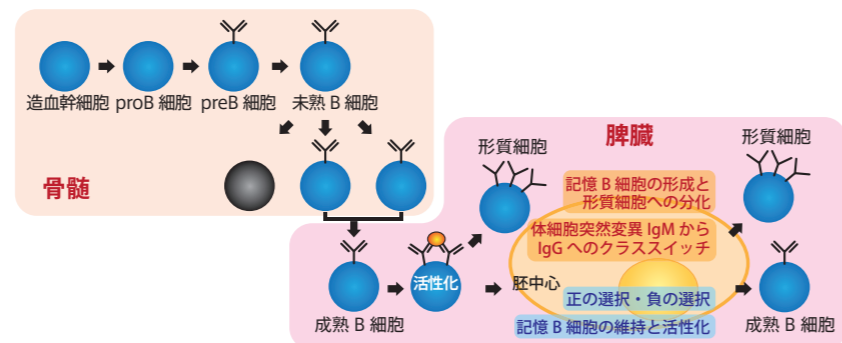 造血幹細胞
proB 細胞
preB 細胞
未熟 B 細胞
骨髄
脾臓
形質細胞
形質細胞
記憶 B 細胞の形成と
形質細胞への分化
体細胞突然変異 IgM から
IgG へのクラススイッチ
活性化
胚中心
正の選択・負の選択
記憶 B 細胞の維持と活性化
成熟 B 細胞
成熟 B 細胞